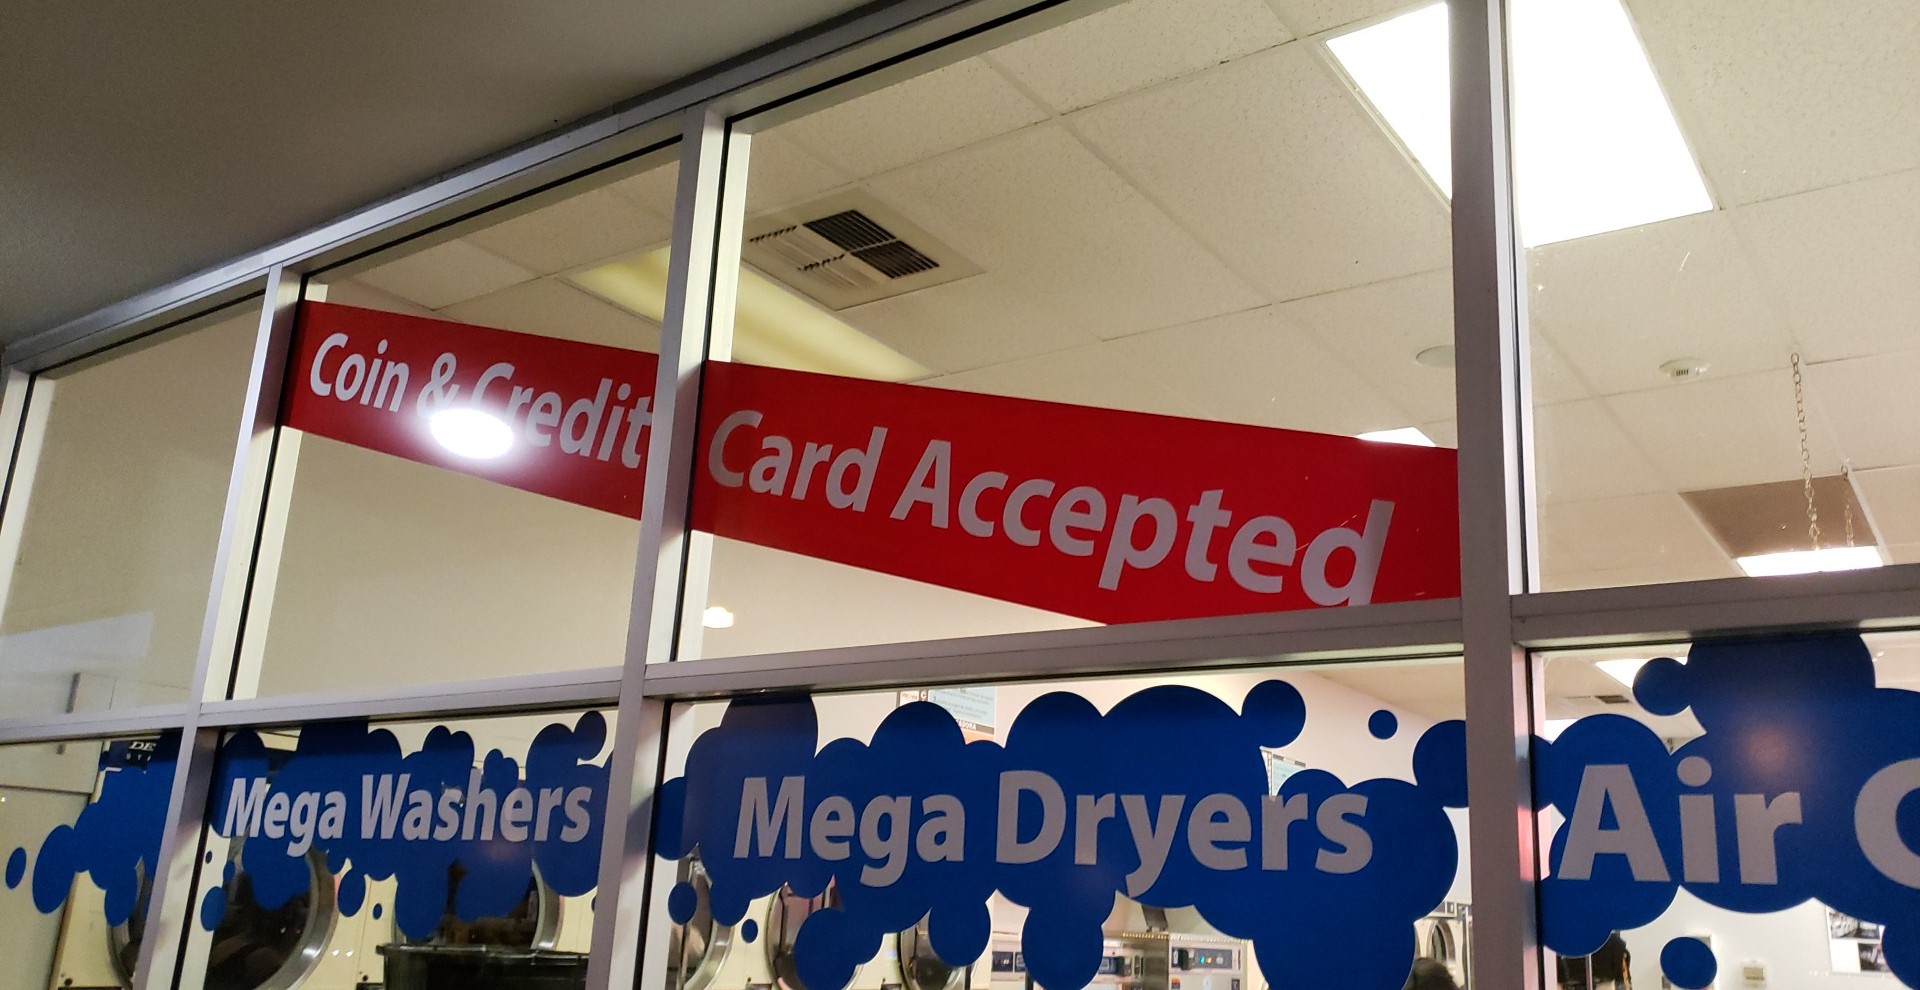 Coin & Credit Card Accepted
Mega Washers
Mega Dryers
Air